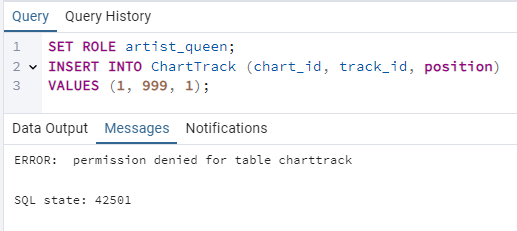 Query Query History
1 SET ROLE artist_queen;
2 INSERT INTO ChartTrack (chart_id, track_id, position)
3 VALUES (1, 999, 1);
Data Output Messages Notifications
ERROR:  permission denied for table charttrack
SQL state: 42501